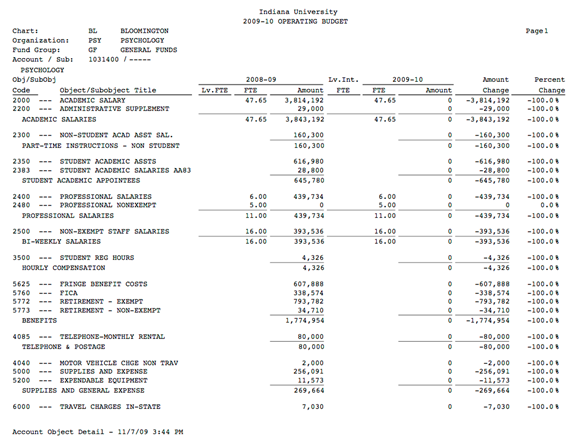 Indiana University
2009-10 OPERATING BUDGET
Chart: BL BLOOMINGTON Page1
Organization: PSY PSYCHOLOGY
Fund Group: GF GENERAL FUNDS
Account / Sub: 1031400 / -----
PSYCHOLOGY
Obj/SubObj 2008-09 Lv.Int. 2009-10 Amount Percent
Code Object/Subobject Title Lv.FTE FTE Amount FTE FTE Amount Change Change
2000 --- ACADEMIC SALARY 47.65 3,814,192 47.65 0 -3,814,192 -100.0%
2200 --- ADMINISTRATIVE SUPPLEMENT 29,000 0 -29,000 -100.0%
ACADEMIC SALARIES 47.65 3,843,192 47.65 0 -3,843,192 -100.0%
2300 --- NON-STUDENT ACAD ASST SAL. 160,300 0 -160,300 -100.0%
PART-TIME INSTRUCTIONS - NON STUDENT 160,300 0 -160,300 -100.0%
2350 --- STUDENT ACADEMIC ASSTS 616,980 0 -616,980 -100.0%
2383 --- STUDENT ACADEMIC SALARIES AA83 28,800 0 -28,800 -100.0%
STUDENT ACADEMIC APPOINTEES 645,780 0 -645,780 -100.0%
2400 --- PROFESSIONAL SALARIES 6.00 439,734 6.00 0 -439,734 -100.0%
2480 --- PROFESSIONAL NONEXEMPT 5.00 0 5.00 0 0 0.0%
PROFESSIONAL SALARIES 11.00 439,734 11.00 0 -439,734 -100.0%
2500 --- NON-EXEMPT STAFF SALARIES 16.00 393,536 16.00 0 -393,536 -100.0%
BI-WEEKLY SALARIES 16.00 393,536 16.00 0 -393,536 -100.0%
3500 --- STUDENT REG HOURS 4,326 0 -4,326 -100.0%
HOURLY COMPENSATION 4,326 0 -4,326 -100.0%
5625 --- FRINGE BENEFIT COSTS 607,888 0 -607,888 -100.0%
5760 --- FICA 338,574 0 -338,574 -100.0%
5772 --- RETIREMENT - EXEMPT 793,782 0 -793,782 -100.0%
5773 --- RETIREMENT - NON-EXEMPT 34,710 0 -34,710 -100.0%
BENEFITS 1,774,954 0 -1,774,954 -100.0%
4085 --- TELEPHONE-MONTHLY RENTAL 80,000 0 -80,000 -100.0%
TELEPHONE & POSTAGE 80,000 0 -80,000 -100.0%
4040 --- MOTOR VEHICLE CHGE NON TRAV 2,000 0 -2,000 -100.0%
5000 --- SUPPLIES AND EXPENSE 256,091 0 -256,091 -100.0%
5200 --- EXPENDABLE EQUIPMENT 11,573 0 -11,573 -100.0%
SUPPLIES AND GENERAL EXPENSE 269,664 0 -269,664 -100.0%
6000 --- TRAVEL CHARGES IN-STATE 7,030 0 -7,030 -100.0%
Account Object Detail - 11/7/09 3:44 PM